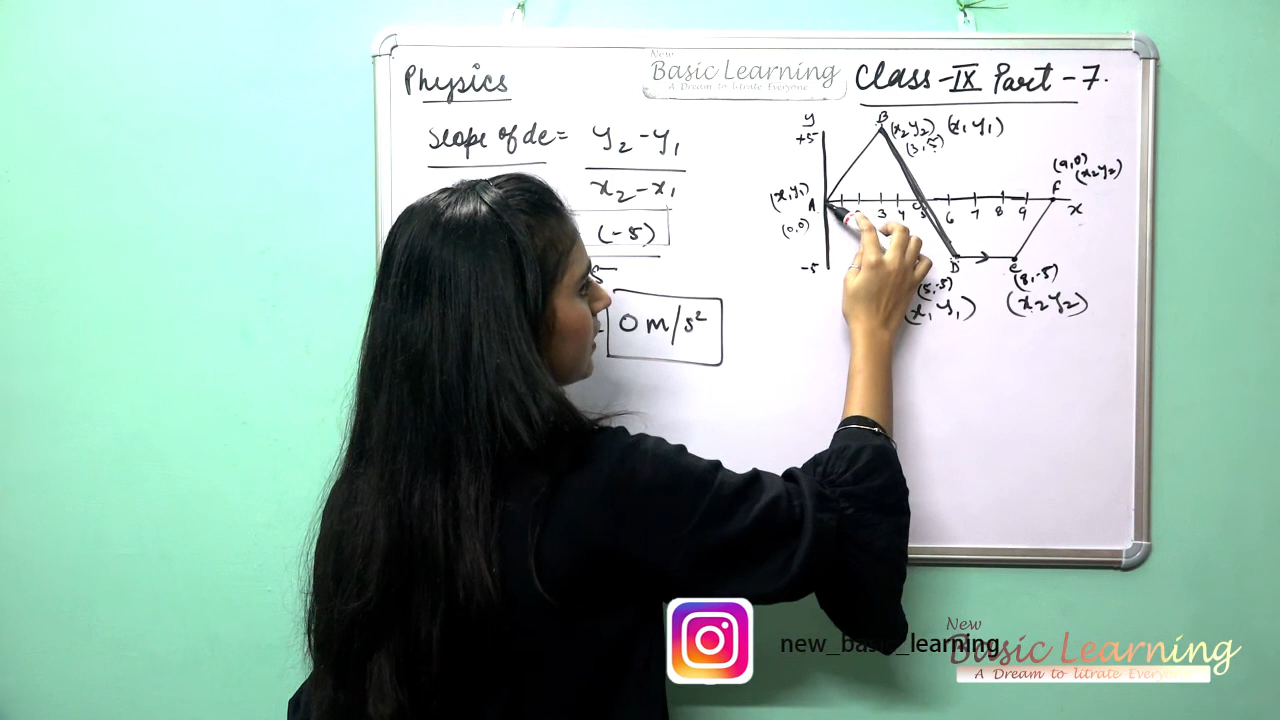 Physics
New
Basic Learning
A Dream to litrate Everyone
Class-IX Part-7.
Slope of de = y₂-y₁
x₂-x₁
(-5)
0 m/s²
y
+5
B
(x₂ y₂) (x₁ y₁)
(3,5)
(9,0)
(x₂ y₂)
F
(x₁ y₁)
A
2 3 4 5 6 7 8 9 x
(0,0)
-5
D
e
(5,-5)
(8,-5)
(x₁ y₁)
(x₂ y₂)
new_basic_learning
New
Basic Learning
A Dream to litrate Everyone